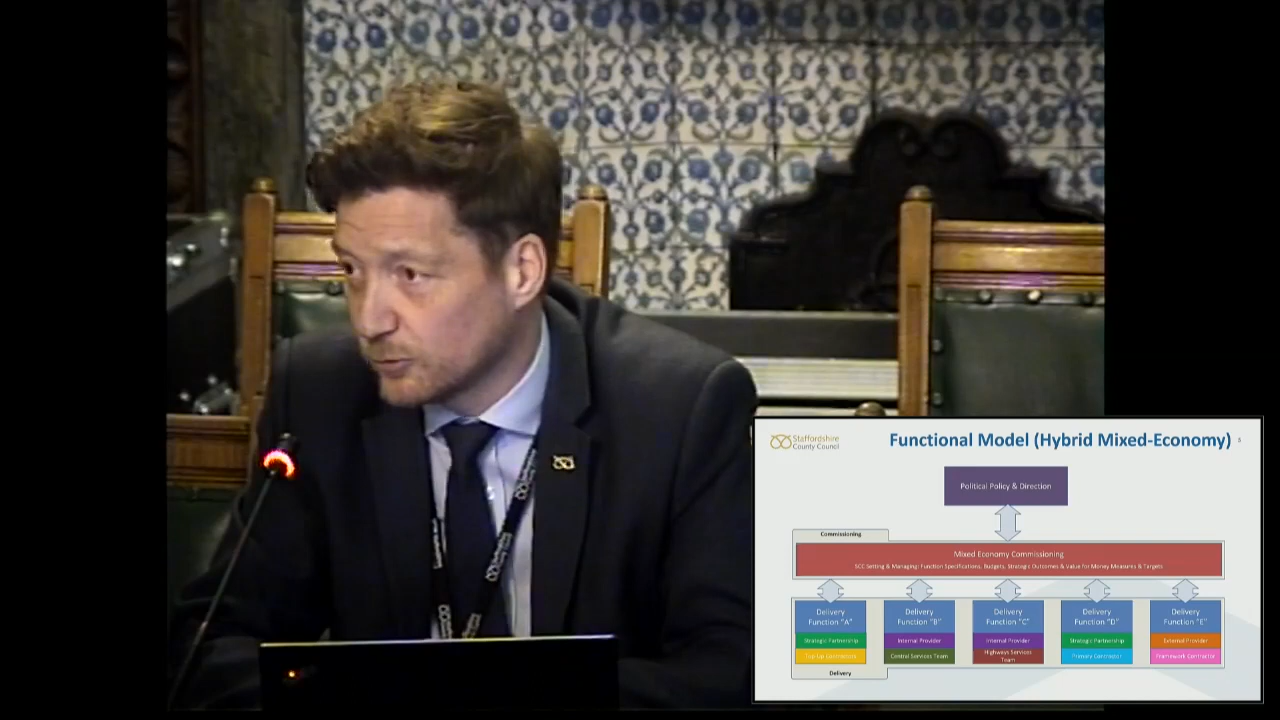 Staffordshire
County Council
Functional Model (Hybrid Mixed-Economy)
5
Political Policy & Direction
Commissioning
Mixed Economy Commissioning
SCC Setting & Managing: Function Specifications, Budgets, Strategic Outcomes & Value for Money Measures & Targets
Delivery
Function "A"
Strategic Partnership
Top Up Contractors
Delivery
Function "B"
Internal Provider
Central Services Team
Delivery
Function "C"
Internal Provider
Highways Services
Team
Delivery
Function "D"
Strategic Partnership
Primary Contractor
Delivery
Function "E"
External Provider
Framework Contractor
Delivery